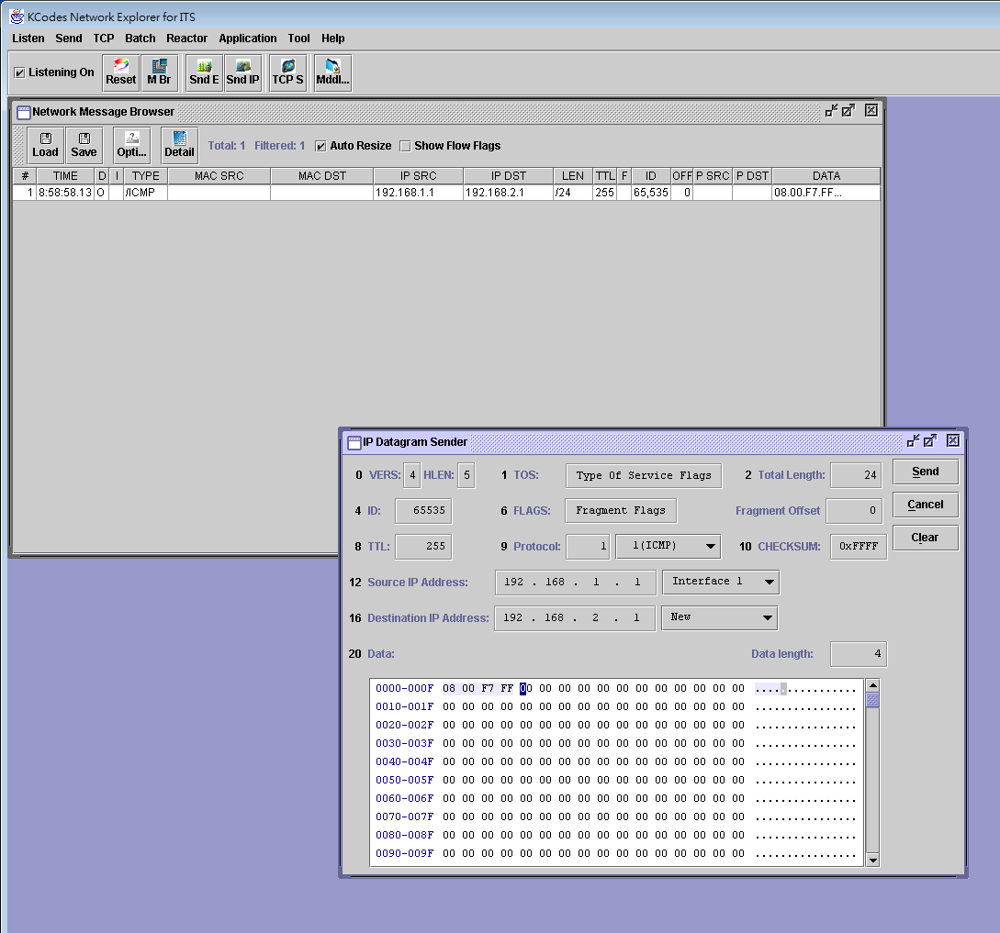 KCodes Network Explorer for ITS
Listen Send TCP Batch Reactor Application Tool Help
Listening On Reset M Br Snd E Snd IP TCP S Mddl...
Network Message Browser
Load Save Opti... Detail Total: 1 Filtered: 1 Auto Resize Show Flow Flags
# TIME D I TYPE MAC SRC MAC DST IP SRC IP DST LEN TTL F ID OFF P SRC P DST DATA
1 8:58:58.13 O /ICMP 192.168.1.1 192.168.2.1 /24 255 65,535 0 08.00.F7.FF...
IP Datagram Sender
0 VERS: 4 HLEN: 5 1 TOS: Type Of Service Flags 2 Total Length: 24 Send
4 ID: 65535 6 FLAGS: Fragment Flags Fragment Offset 0 Cancel
8 TTL: 255 9 Protocol: 1 1(ICMP) 10 CHECKSUM: 0xFFFF Clear
12 Source IP Address: 192 . 168 . 1 . 1 Interface 1
16 Destination IP Address: 192 . 168 . 2 . 1 New
20 Data: Data length: 4
0000-000F 08 00 F7 FF 00 00 00 00 00 00 00 00 00 00 00 00 ................
0010-001F 00 00 00 00 00 00 00 00 00 00 00 00 00 00 00 00 ................
0020-002F 00 00 00 00 00 00 00 00 00 00 00 00 00 00 00 00 ................
0030-003F 00 00 00 00 00 00 00 00 00 00 00 00 00 00 00 00 ................
0040-004F 00 00 00 00 00 00 00 00 00 00 00 00 00 00 00 00 ................
0050-005F 00 00 00 00 00 00 00 00 00 00 00 00 00 00 00 00 ................
0060-006F 00 00 00 00 00 00 00 00 00 00 00 00 00 00 00 00 ................
0070-007F 00 00 00 00 00 00 00 00 00 00 00 00 00 00 00 00 ................
0080-008F 00 00 00 00 00 00 00 00 00 00 00 00 00 00 00 00 ................
0090-009F 00 00 00 00 00 00 00 00 00 00 00 00 00 00 00 00 ................